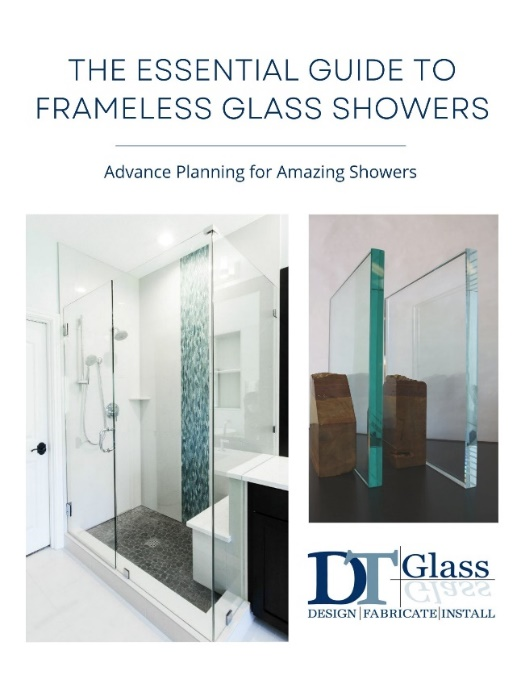 THE ESSENTIAL GUIDE TO
FRAMELESS GLASS SHOWERS
Advance Planning for Amazing Showers
DT Glass
DESIGN|FABRICATE|INSTALL